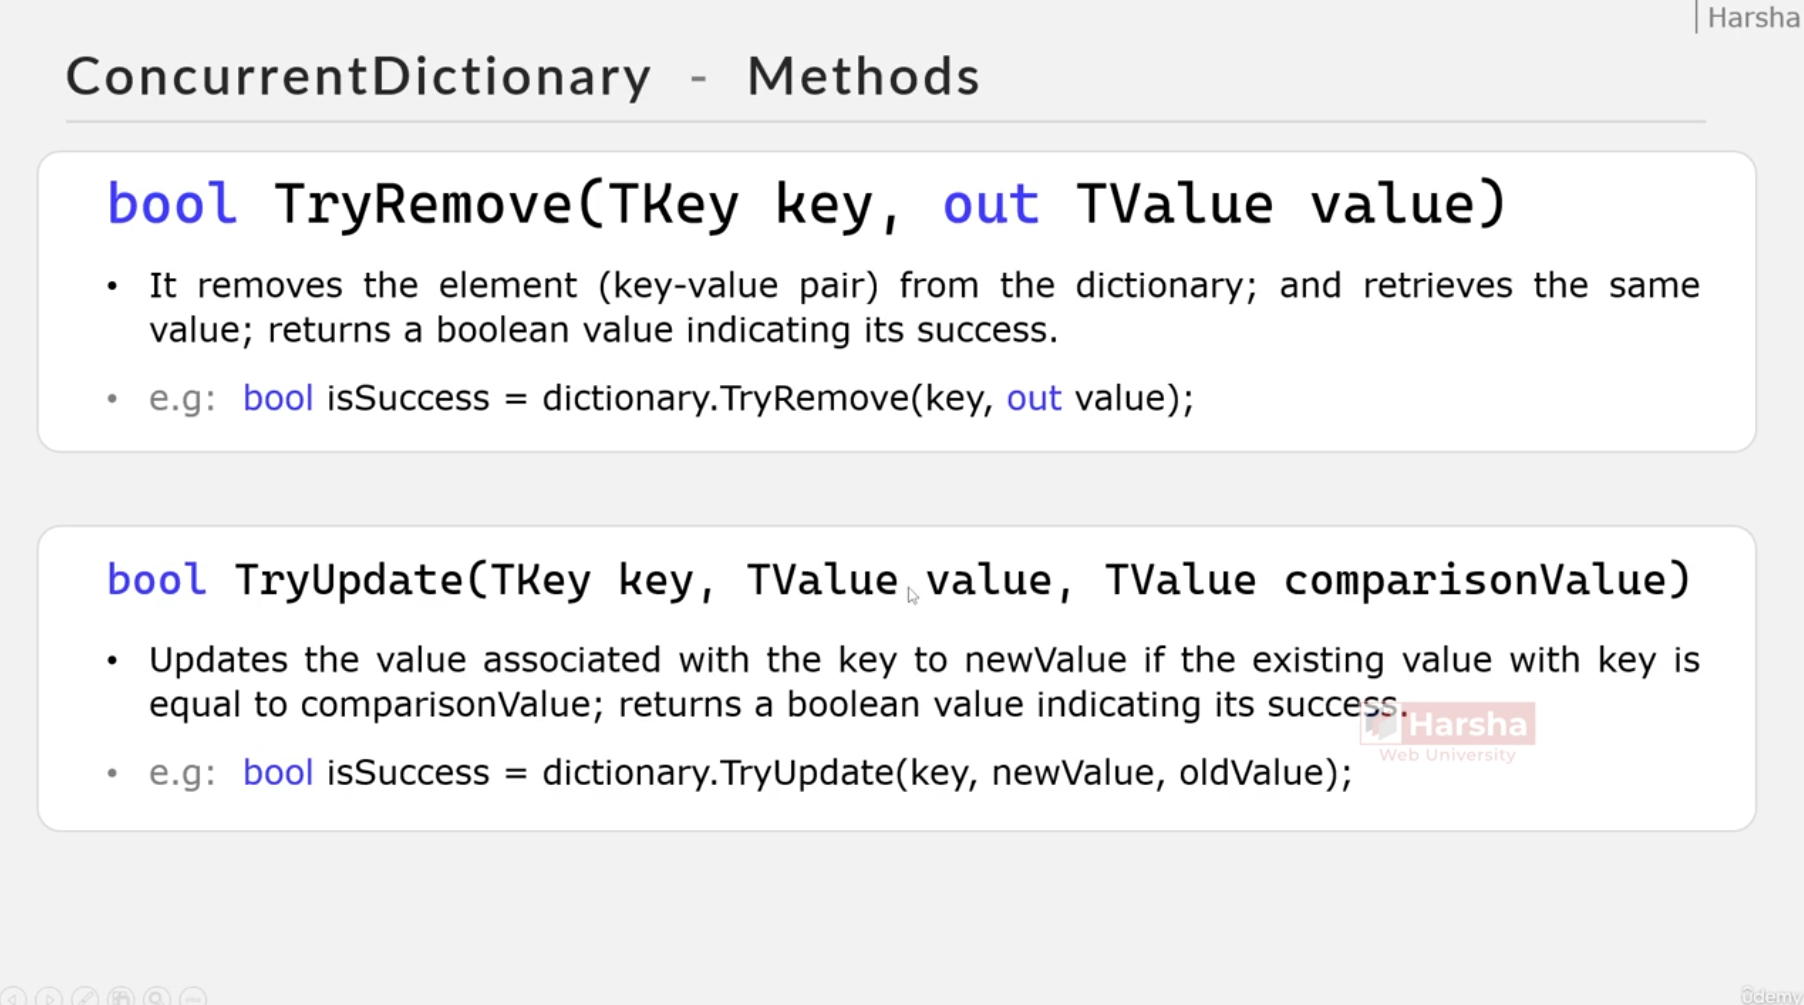 Harsha
ConcurrentDictionary - Methods
bool TryRemove(TKey key, out TValue value)
• It removes the element (key-value pair) from the dictionary; and retrieves the same
value; returns a boolean value indicating its success.
• e.g: bool isSuccess = dictionary.TryRemove(key, out value);
bool TryUpdate(TKey key, TValue value, TValue comparisonValue)
• Updates the value associated with the key to newValue if the existing value with key is
equal to comparisonValue; returns a boolean value indicating its success.
Harsha
Web University
• e.g: bool isSuccess = dictionary.TryUpdate(key, newValue, oldValue);
ûdemy